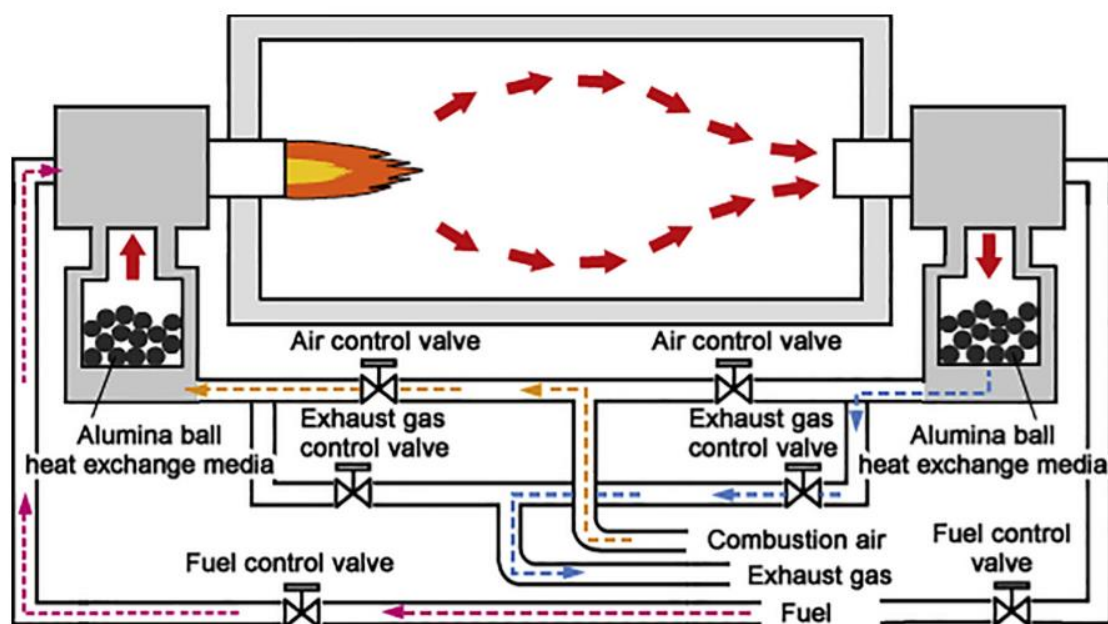 Air control valve
Air control valve
Exhaust gas
control valve
Exhaust gas
control valve
Alumina ball
heat exchange media
Alumina ball
heat exchange media
Combustion air
Exhaust gas
Fuel control valve
Fuel control
valve
Fuel